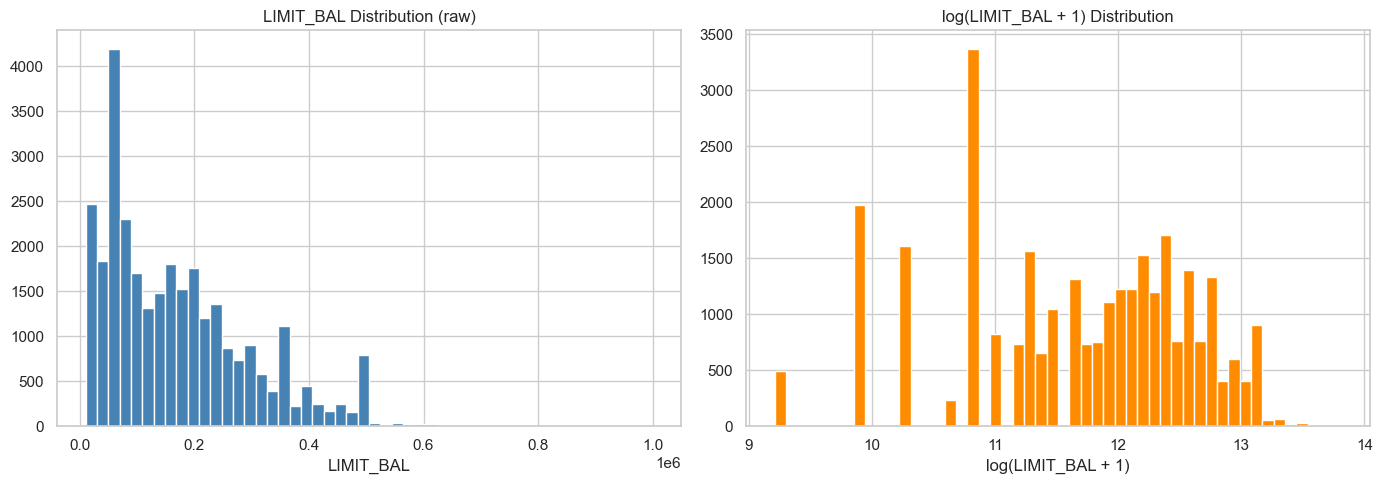 LIMIT_BAL Distribution (raw)
4000
3500
3000
2500
2000
1500
1000
500
0
0.0 0.2 0.4 0.6 0.8 1.0
1e6
LIMIT_BAL
log(LIMIT_BAL + 1) Distribution
3500
3000
2500
2000
1500
1000
500
0
9 10 11 12 13 14
log(LIMIT_BAL + 1)